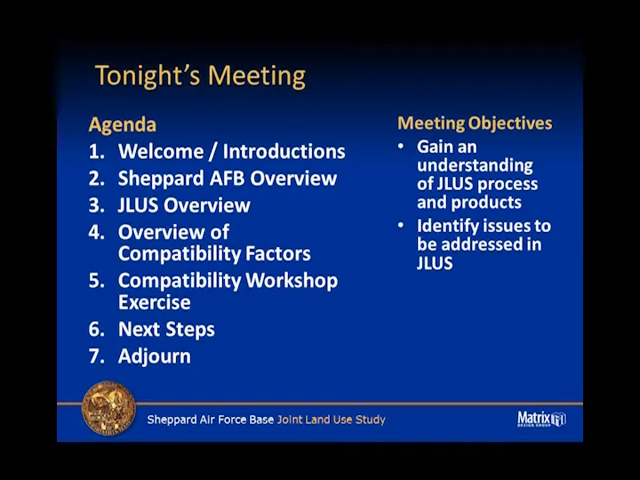 Tonight's Meeting
Agenda
1. Welcome / Introductions
2. Sheppard AFB Overview
3. JLUS Overview
4. Overview of
Compatibility Factors
5. Compatibility Workshop
Exercise
6. Next Steps
7. Adjourn
Meeting Objectives
• Gain an
understanding
of JLUS process
and products
• Identify issues to
be addressed in
JLUS
Sheppard Air Force Base Joint Land Use Study
Matrix
DESIGN GROUP